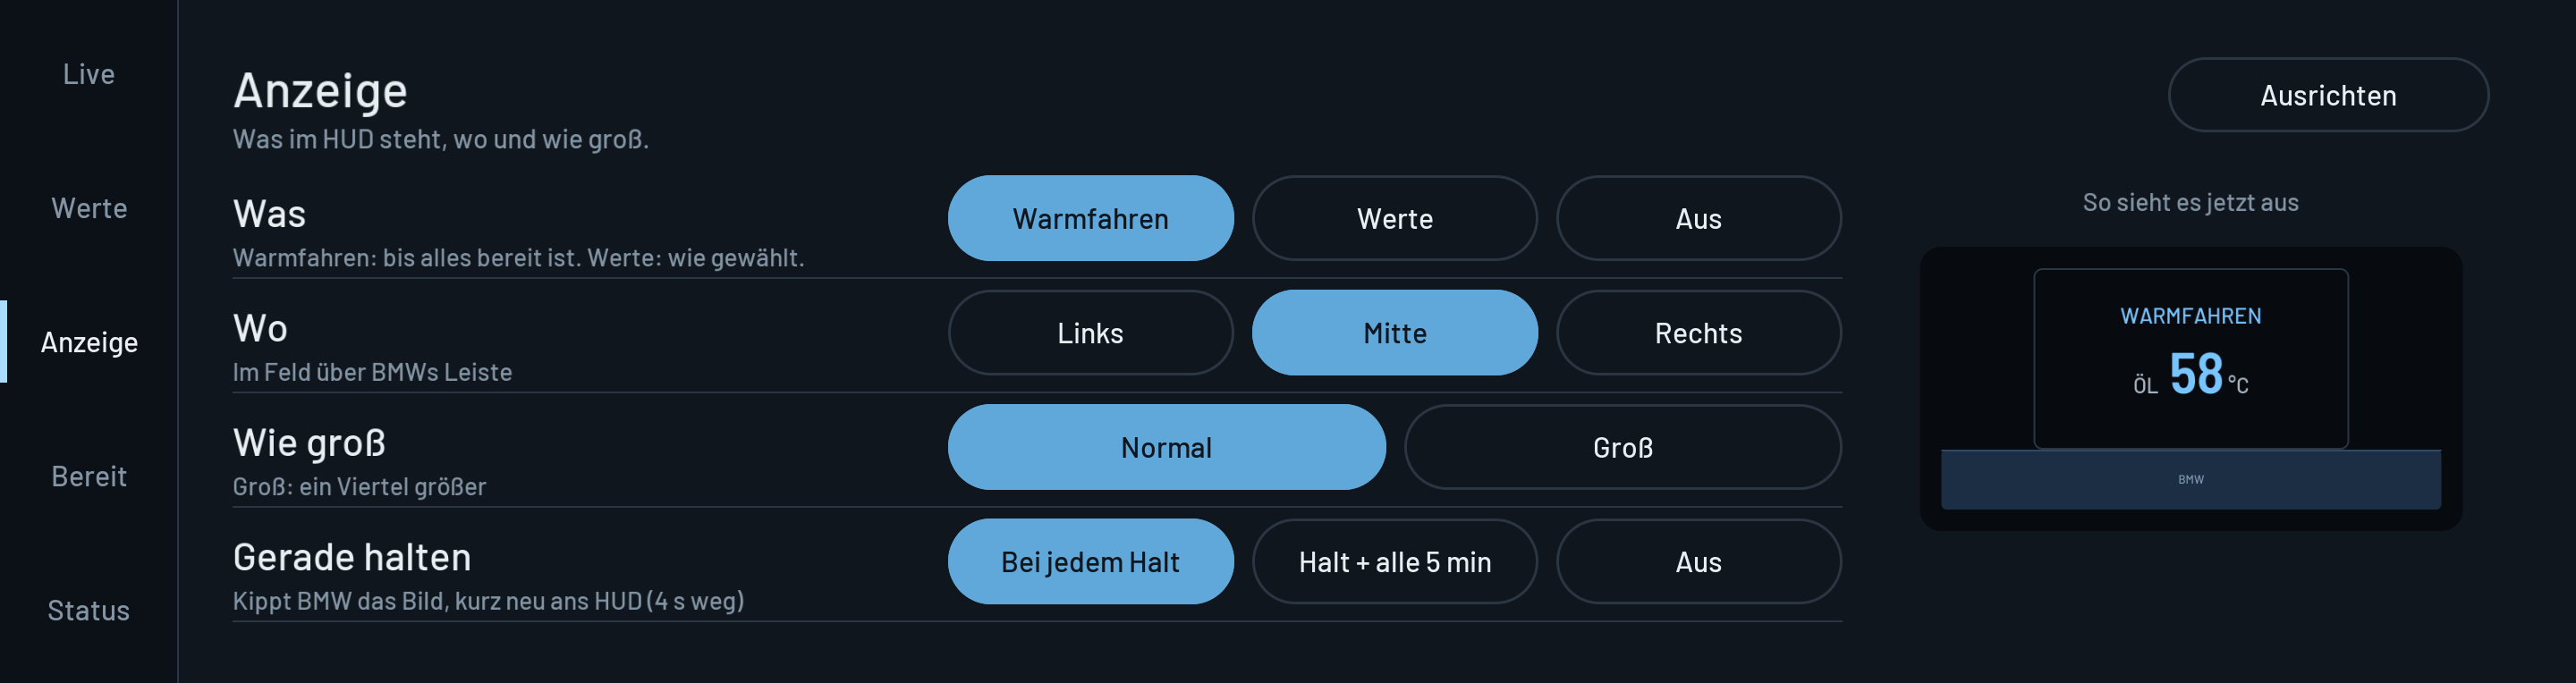 Live
Werte
Anzeige
Bereit
Status
Anzeige
Was im HUD steht, wo und wie groß.
Ausrichten
Was
Warmfahren: bis alles bereit ist. Werte: wie gewählt.
Warmfahren
Werte
Aus
Wo
Im Feld über BMWs Leiste
Links
Mitte
Rechts
Wie groß
Groß: ein Viertel größer
Normal
Groß
Gerade halten
Kippt BMW das Bild, kurz neu ans HUD (4 s weg)
Bei jedem Halt
Halt + alle 5 min
Aus
So sieht es jetzt aus
WARMFAHREN
ÖL 58 °C
BMW